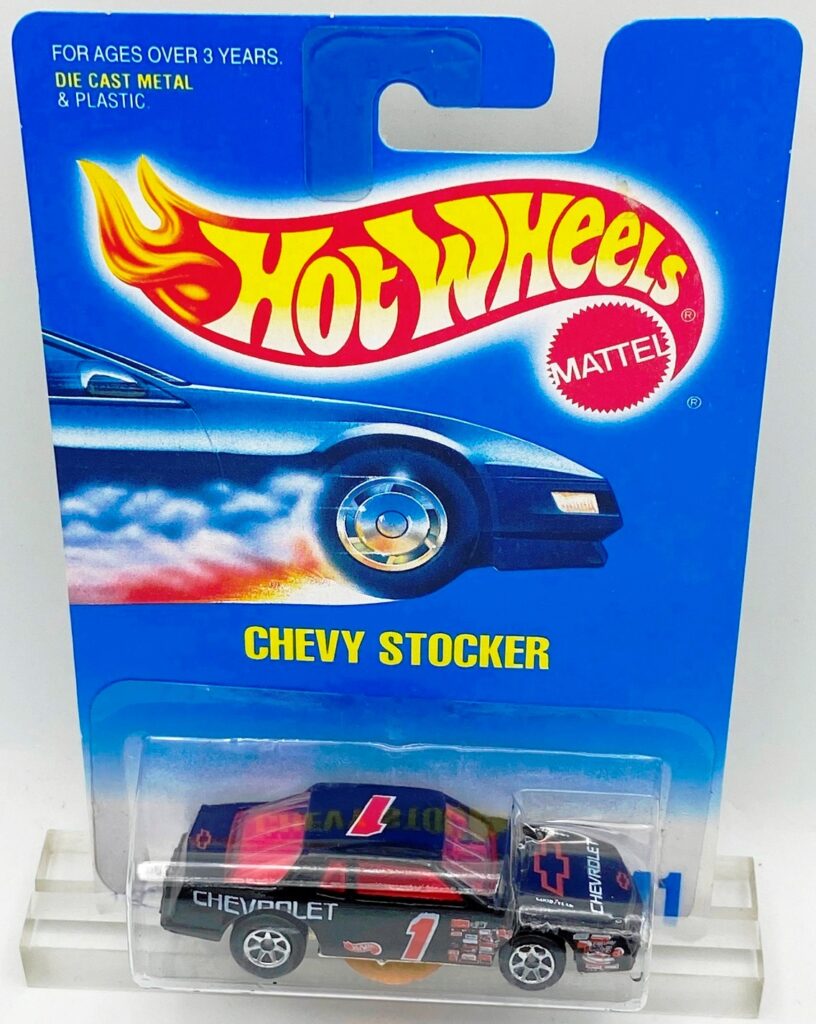 FOR AGES OVER 3 YEARS.
DIE CAST METAL
& PLASTIC.
HOT WHEELS
®
MATTEL
®
CHEVY STOCKER
1
CHEVROLET
CHEVROLET
1